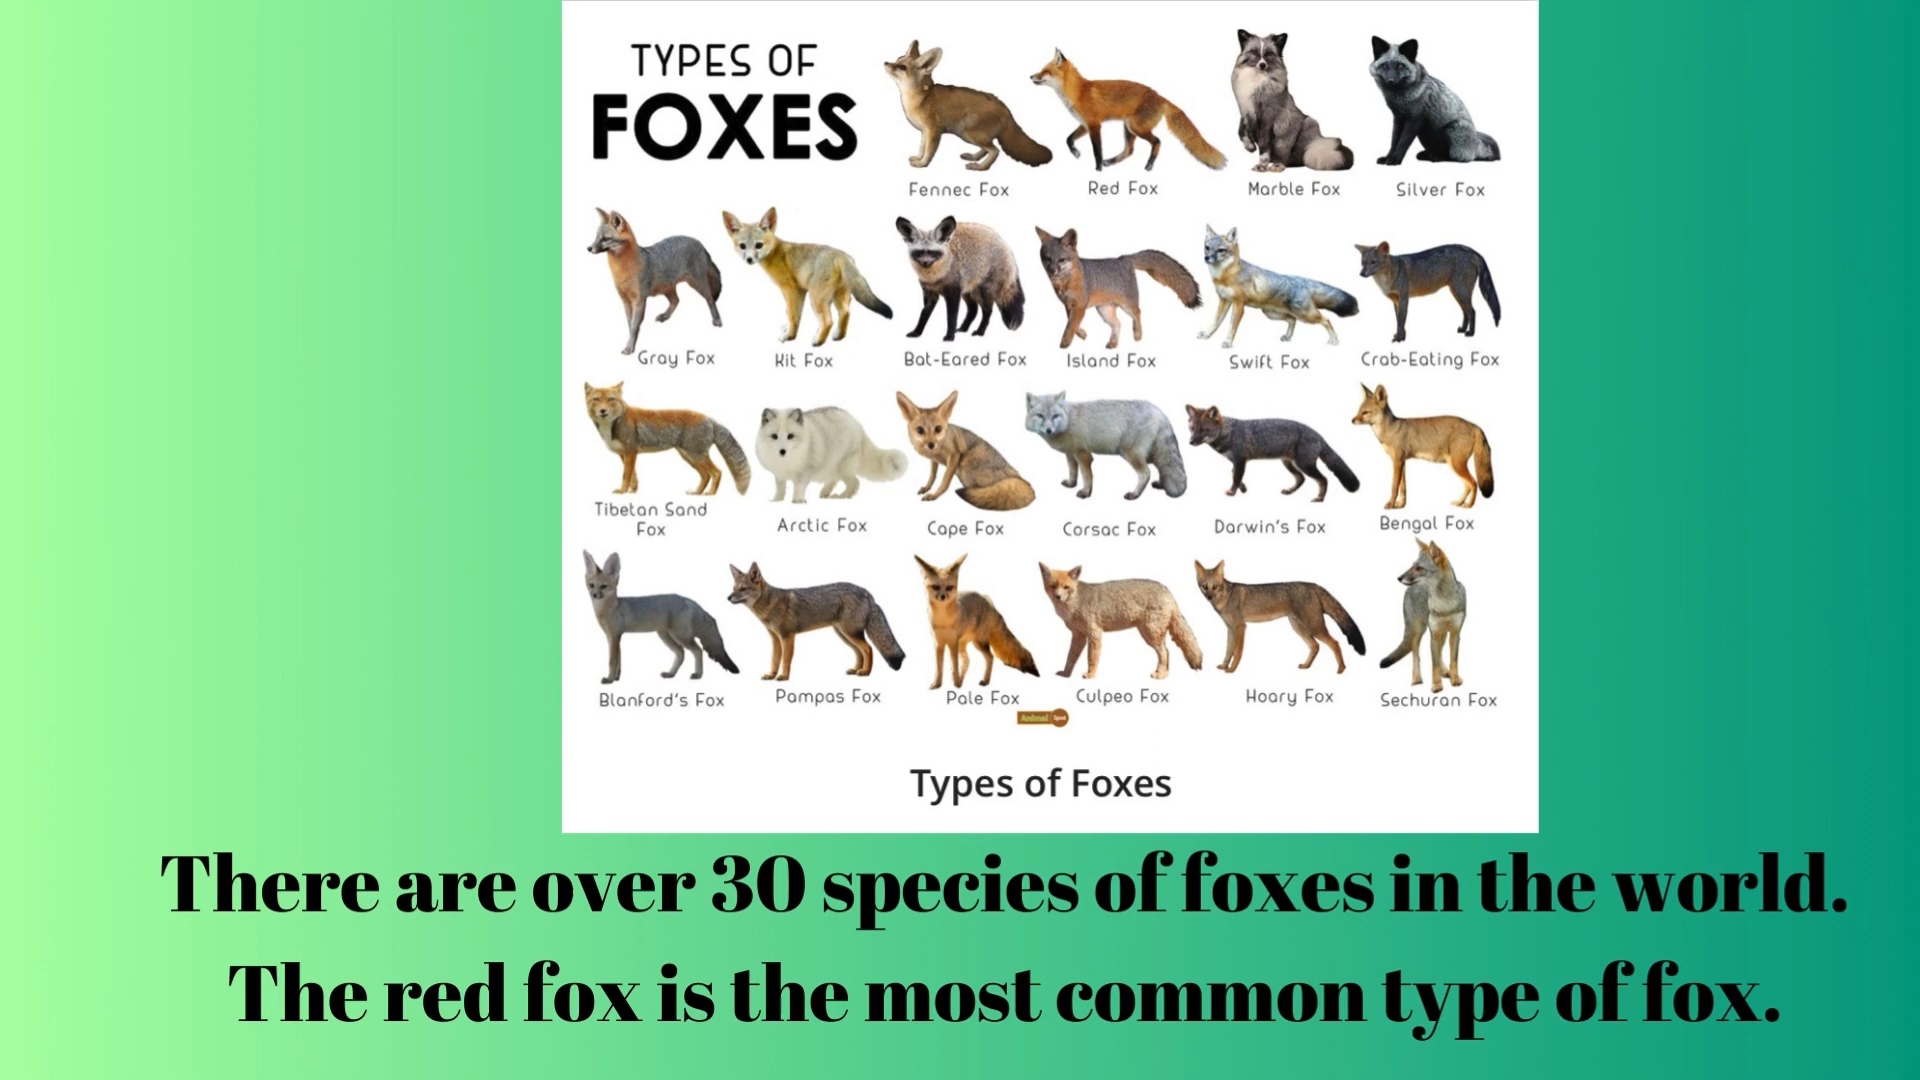 TYPES OF
FOXES
Fennec Fox
Red Fox
Marble Fox
Silver Fox
Gray Fox
Kit Fox
Bat-Eared Fox
Island Fox
Swift Fox
Crab-Eating Fox
Tibetan Sand
Fox
Arctic Fox
Cape Fox
Corsac Fox
Darwin's Fox
Bengal Fox
Blanford's Fox
Pampas Fox
Pale Fox
Culpeo Fox
Hoary Fox
Sechuran Fox
Animal Spot
Types of Foxes
There are over 30 species of foxes in the world.
The red fox is the most common type of fox.